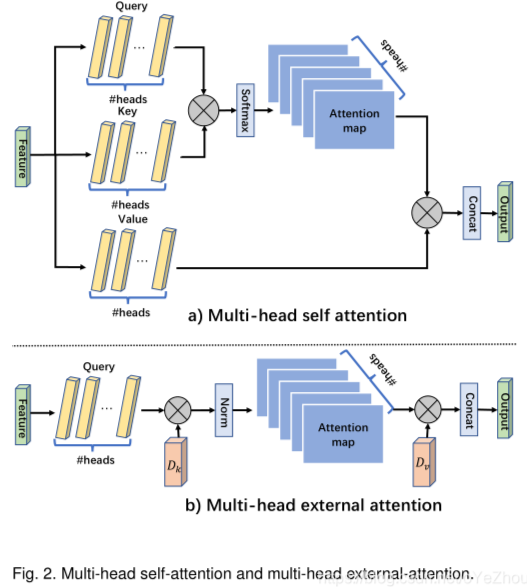 Query
...
#heads
Key
...
#heads
Value
...
#heads
Feature
Softmax
#heads
Attention
map
Concat
Output
a) Multi-head self attention
Query
...
#heads
Feature
Dk
Norm
#heads
Attention
map
Dv
Concat
Output
b) Multi-head external attention
Fig. 2. Multi-head self-attention and multi-head external-attention.